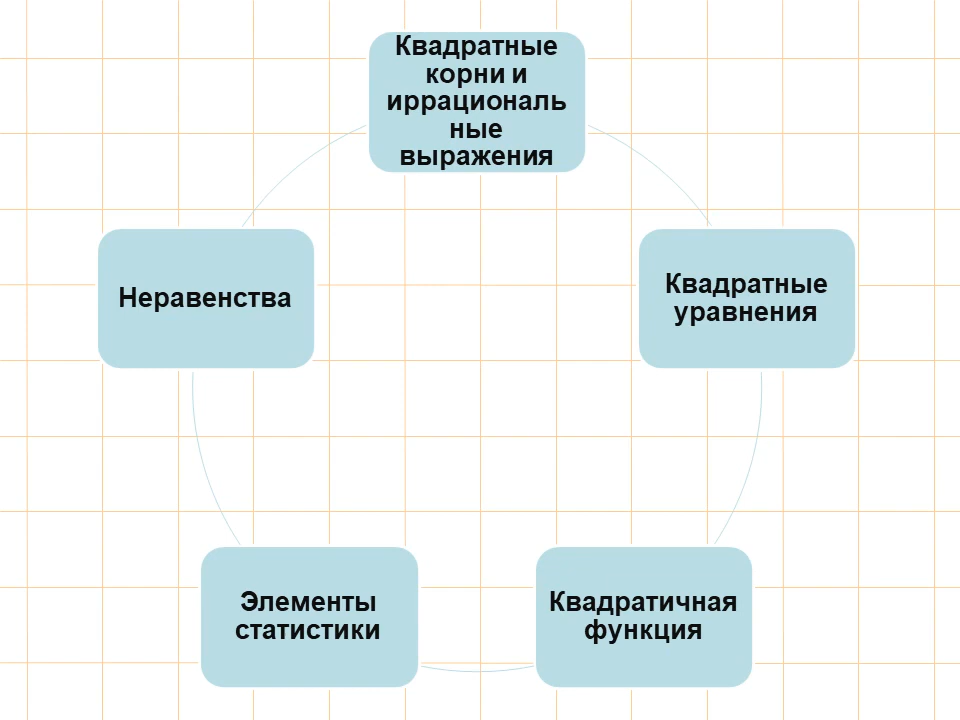 Квадратные
корни и
иррациональ
ные
выражения
Неравенства
Квадратные
уравнения
Элементы
статистики
Квадратичная
функция